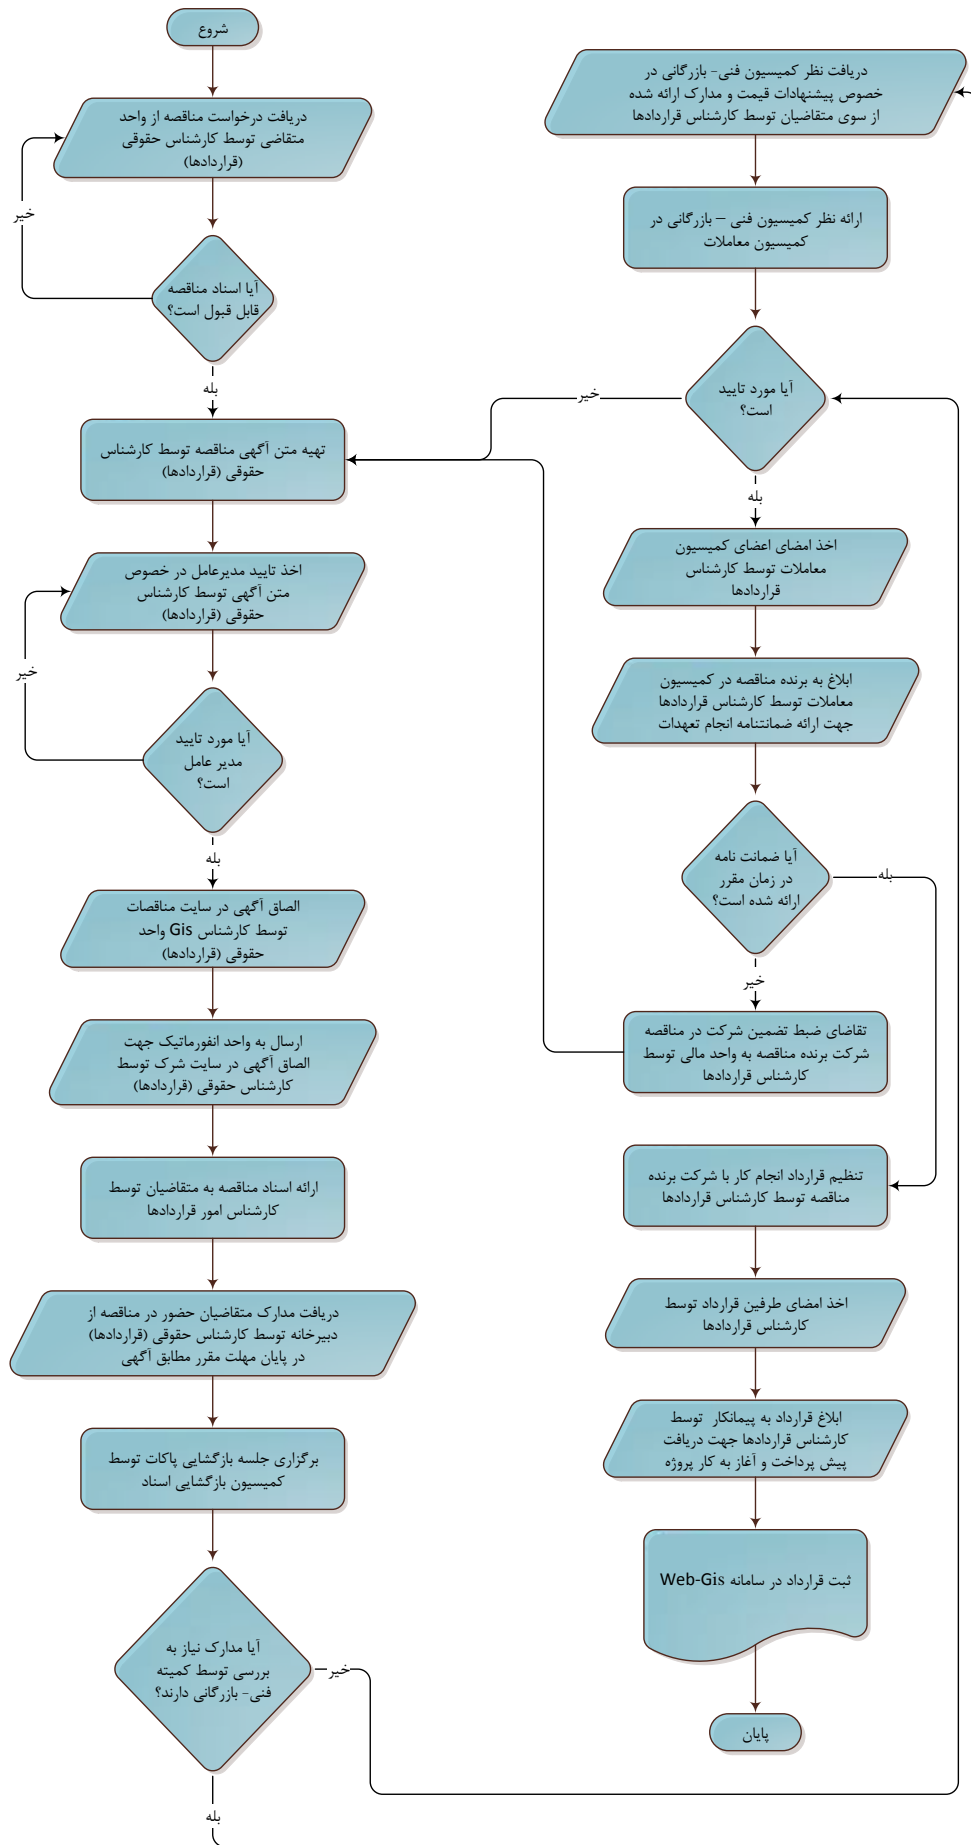 شروع
دریافت درخواست مناقصه از واحد
متقاضی توسط کارشناس حقوقی
(قراردادها)
خیر
آیا اسناد مناقصه
قابل قبول است؟
بله
تهیه متن آگهی مناقصه توسط کارشناس
حقوقی (قراردادها)
اخذ تایید مدیرعامل در خصوص
متن آگهی توسط کارشناس
حقوقی (قراردادها)
خیر
آیا مورد تایید
مدیر عامل
است؟
بله
الصاق آگهی در سایت مناقصات
توسط کارشناس Gis واحد
حقوقی (قراردادها)
ارسال به واحد انفورماتیک جهت
الصاق آگهی در سایت شرک توسط
کارشناس حقوقی (قراردادها)
ارائه اسناد مناقصه به متقاضیان توسط
کارشناس امور قراردادها
دریافت مدارک متقاضیان حضور در مناقصه از
دبیرخانه توسط کارشناس حقوقی (قراردادها)
در پایان مهلت مقرر مطابق آگهی
برگزاری جلسه بازگشایی پاکات توسط
کمیسیون بازگشایی اسناد
آیا مدارک نیاز به
بررسی توسط کمیته
فنی- بازرگانی دارند؟
خیر
بله
دریافت نظر کمیسیون فنی- بازرگانی در
خصوص پیشنهادات قیمت و مدارک ارائه شده
از سوی متقاضیان توسط کارشناس قراردادها
ارائه نظر کمیسیون فنی – بازرگانی در
کمیسیون معاملات
آیا مورد تایید
است؟
خیر
بله
اخذ امضای اعضای کمیسیون
معاملات توسط کارشناس
قراردادها
ابلاغ به برنده مناقصه در کمیسیون
معاملات توسط کارشناس قراردادها
جهت ارائه ضمانتنامه انجام تعهدات
آیا ضمانت نامه
در زمان مقرر
ارائه شده است؟
بله
خیر
تقاضای ضبط تضمین شرکت در مناقصه
شرکت برنده مناقصه به واحد مالی توسط
کارشناس قراردادها
تنظیم قرارداد انجام کار با شرکت برنده
مناقصه توسط کارشناس قراردادها
اخذ امضای طرفین قرارداد توسط
کارشناس قراردادها
ابلاغ قرارداد به پیمانکار توسط
کارشناس قراردادها جهت دریافت
پیش پرداخت و آغاز به کار پروژه
ثبت قرارداد در سامانه Web-Gis
پایان